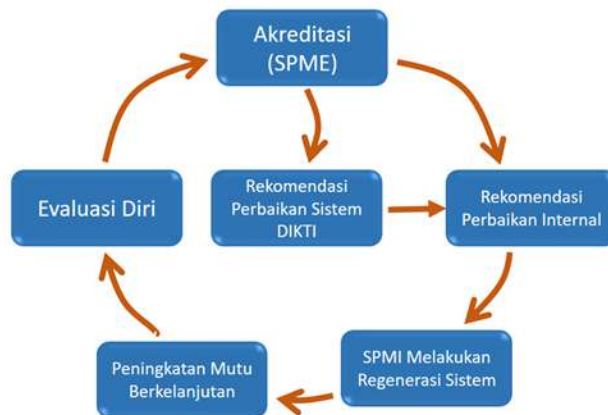 Akreditasi
(SPME)
Evaluasi Diri
Rekomendasi
Perbaikan Sistem
DIKTI
Rekomendasi
Perbaikan Internal
SPMI Melakukan
Regenerasi Sistem
Peningkatan Mutu
Berkelanjutan